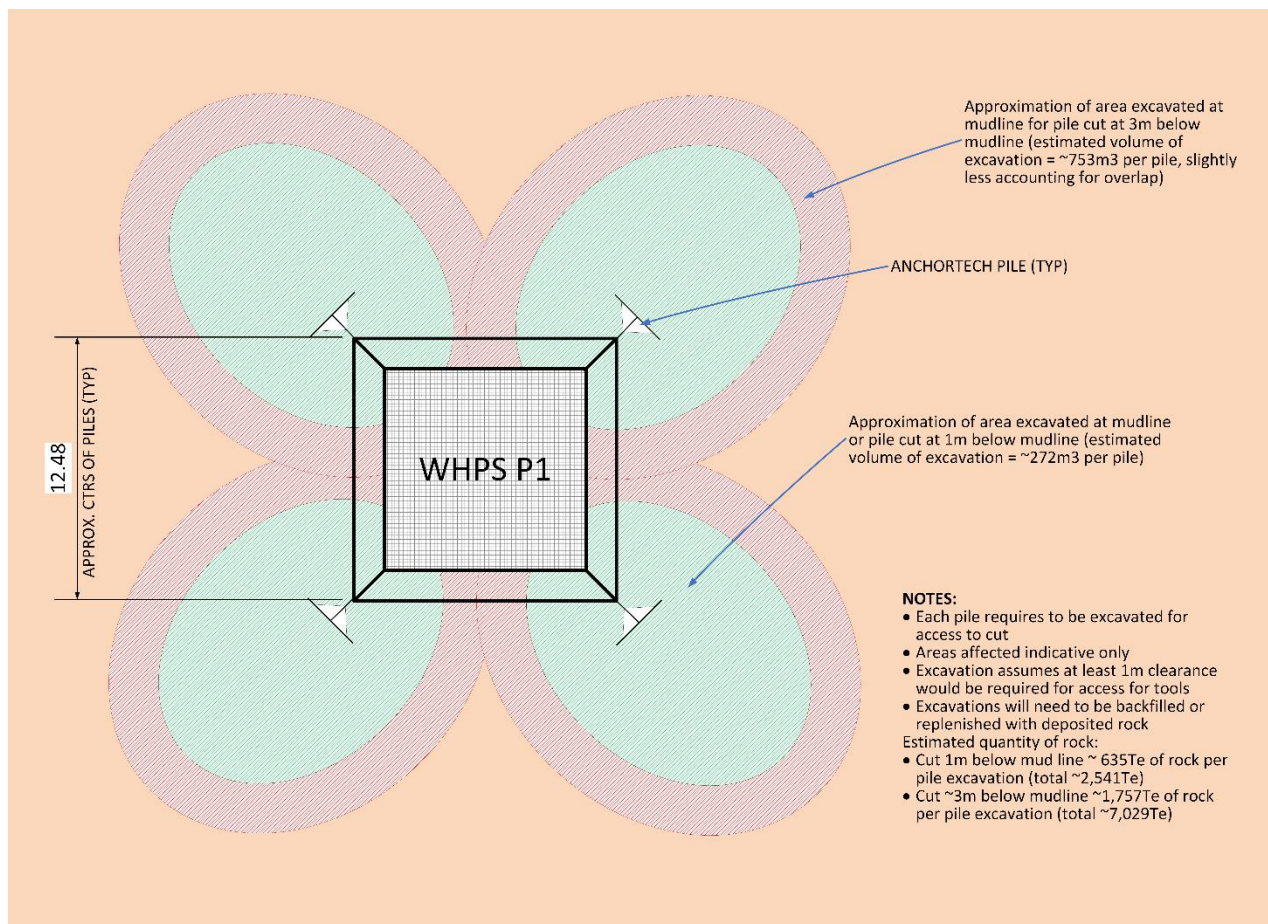 Approximation of area excavated at
mudline for pile cut at 3m below
mudline (estimated volume of
excavation = ~753m3 per pile, slightly
less accounting for overlap)
ANCHORTECH PILE (TYP)
12.48
APPROX. CTRS OF PILES (TYP)
WHPS P1
Approximation of area excavated at mudline
or pile cut at 1m below mudline (estimated
volume of excavation = ~272m3 per pile)
NOTES:
• Each pile requires to be excavated for
access to cut
• Areas affected indicative only
• Excavation assumes at least 1m clearance
would be required for access for tools
• Excavations will need to be backfilled or
replenished with deposited rock
Estimated quantity of rock:
• Cut 1m below mud line ~ 635Te of rock per
pile excavation (total ~2,541Te)
• Cut ~3m below mudline ~1,757Te of rock
per pile excavation (total ~7,029Te)